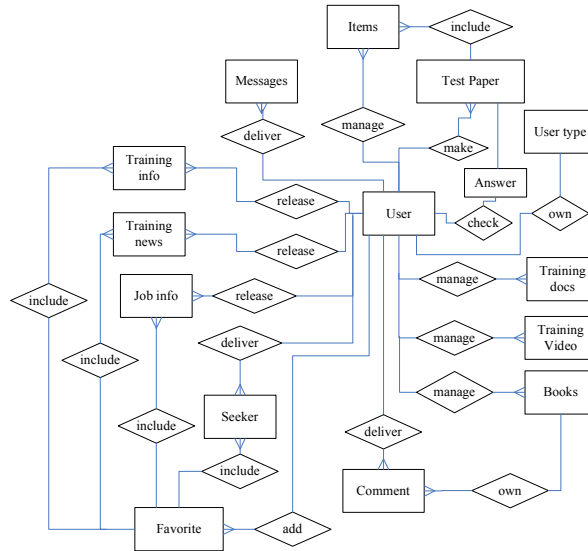 Items
include
Messages
Test Paper
deliver
manage
User type
make
Training
info
Answer
release
User
own
check
Training
news
release
Training
docs
manage
include
Job info
release
deliver
manage
Training
Video
include
manage
Books
Seeker
include
deliver
include
Comment
own
Favorite
add